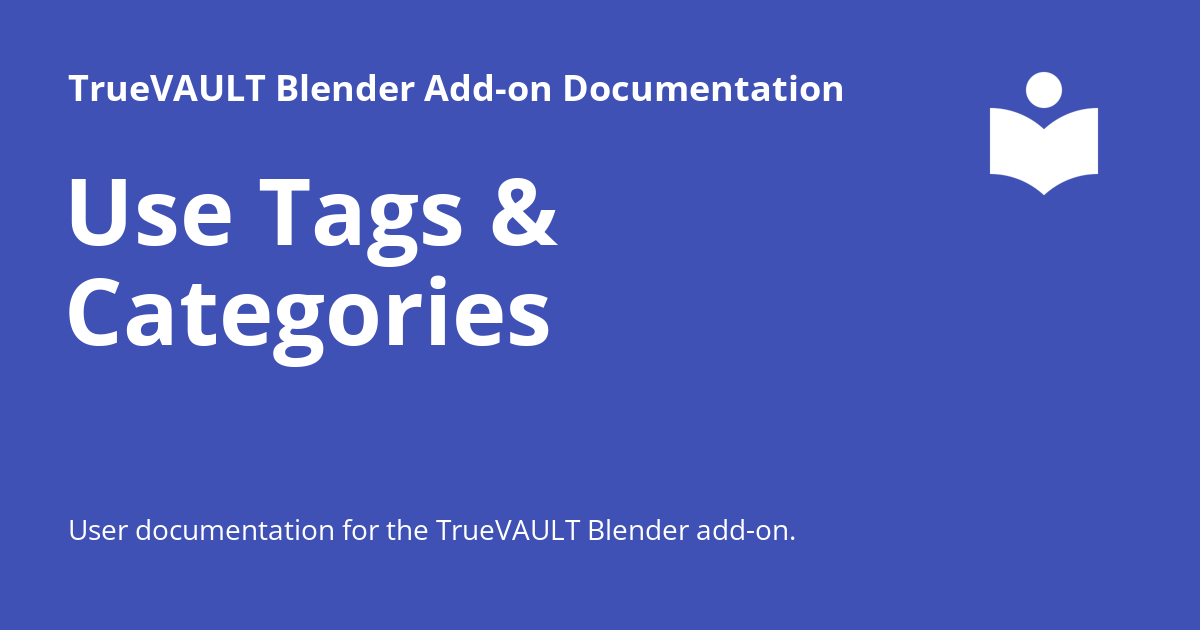 TrueVAULT Blender Add-on Documentation
Use Tags &
Categories
User documentation for the TrueVAULT Blender add-on.